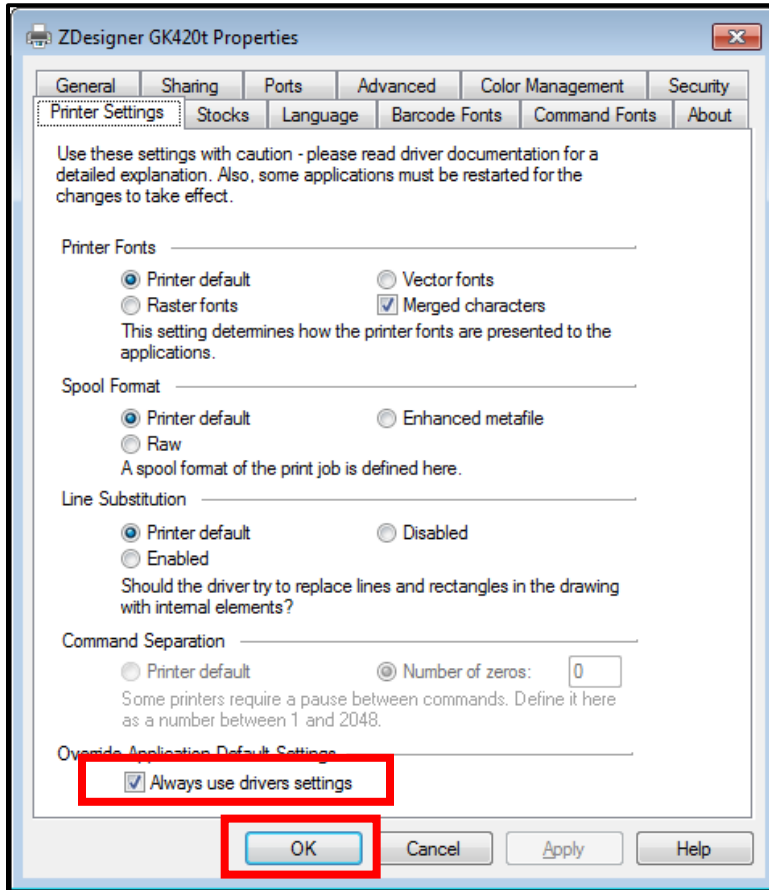 ZDesigner GK420t Properties
General Sharing Ports Advanced Color Management Security
Printer Settings Stocks Language Barcode Fonts Command Fonts About
Use these settings with caution - please read driver documentation for a
detailed explanation. Also, some applications must be restarted for the
changes to take effect.
Printer Fonts
Printer default Vector fonts
Raster fonts Merged characters
This setting determines how the printer fonts are presented to the
applications.
Spool Format
Printer default Enhanced metafile
Raw
A spool format of the print job is defined here.
Line Substitution
Printer default Disabled
Enabled
Should the driver try to replace lines and rectangles in the drawing
with internal elements?
Command Separation
Printer default Number of zeros: 0
Some printers require a pause between commands. Define it here
as a number between 1 and 2048.
Override Application Default Settings
Always use drivers settings
OK Cancel Apply Help